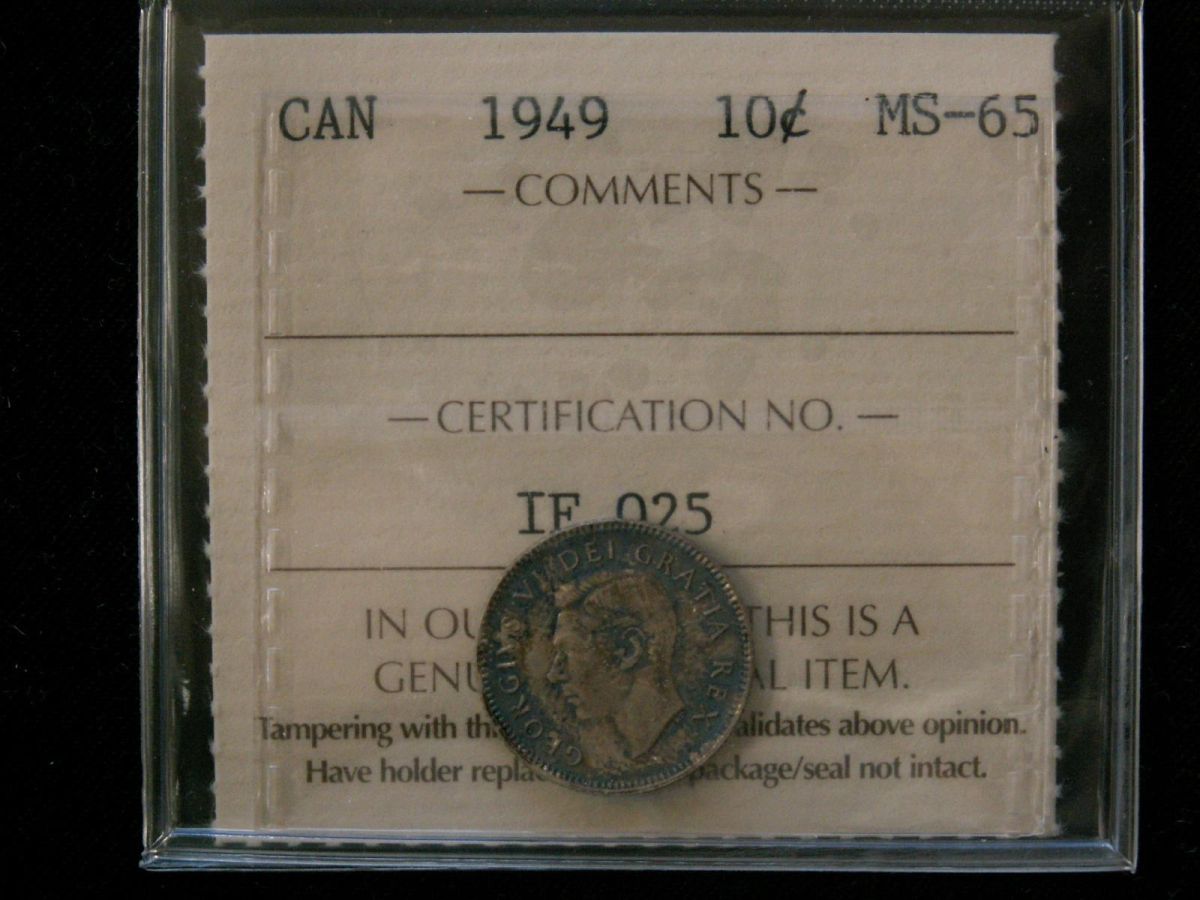 CAN 1949 10¢ MS-65
— COMMENTS —
— CERTIFICATION NO. —
IF 025
GEORGIVS VI DEI GRATIA REX
IN OU THIS IS A
GENU AL ITEM.
Tampering with th alidates above opinion.
Have holder repla package/seal not intact.